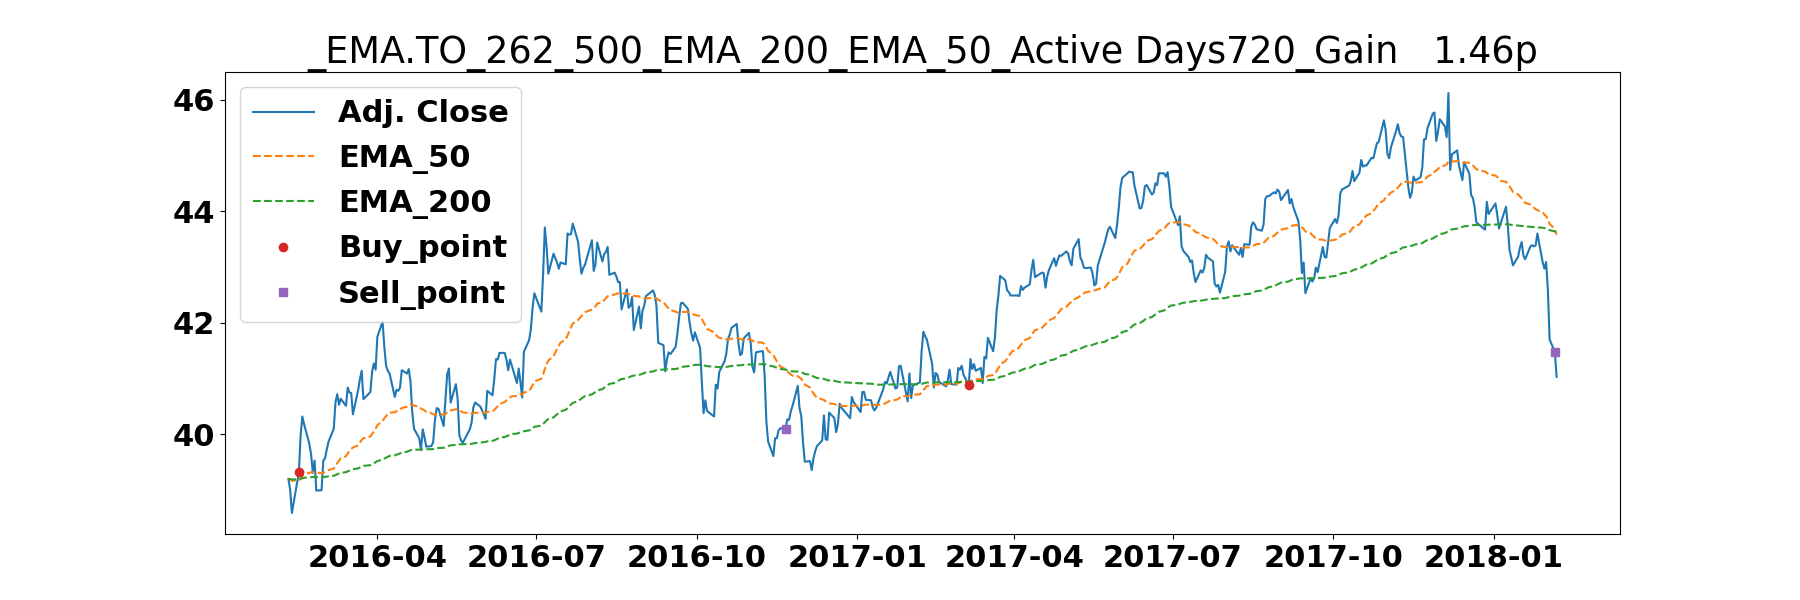 _EMA.TO_262_500_EMA_200_EMA_50_Active Days720_Gain   1.46p
46
44
42
40
Adj. Close
EMA_50
EMA_200
Buy_point
Sell_point
2016-04 2016-07 2016-10 2017-01 2017-04 2017-07 2017-10 2018-01